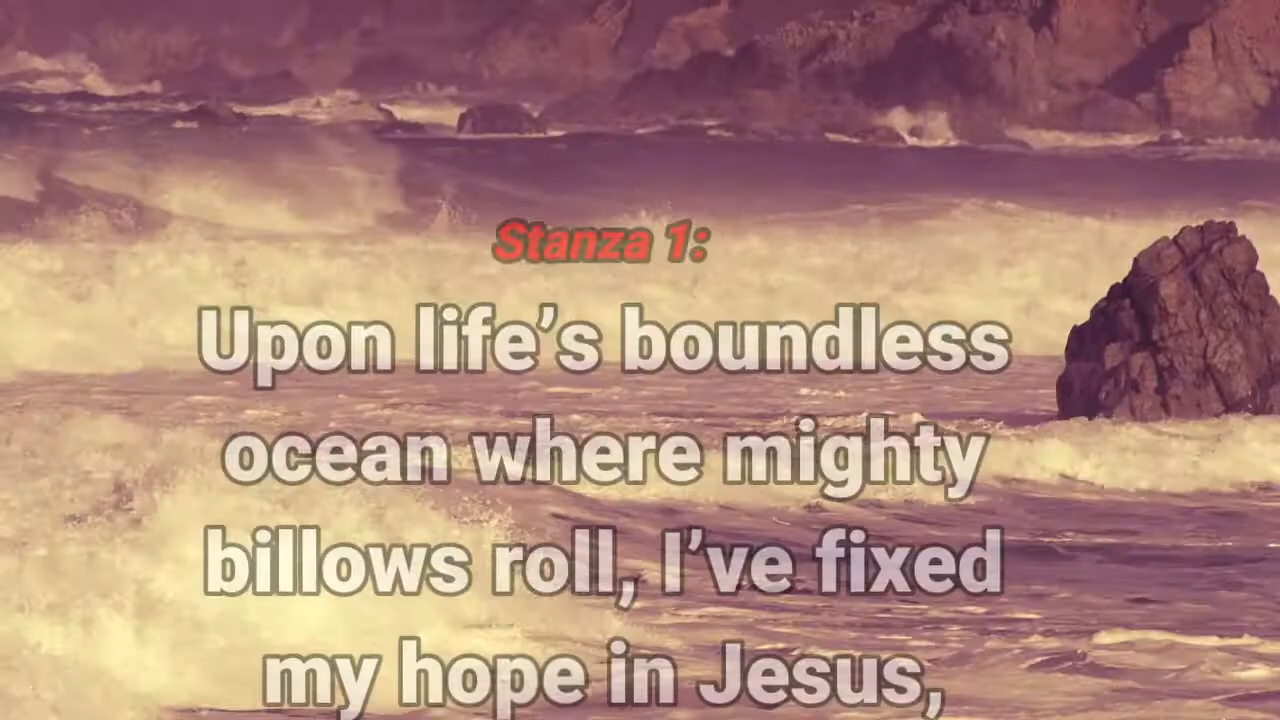 Stanza 1:
Upon life’s boundless
ocean where mighty
billows roll, I’ve fixed
my hope in Jesus,